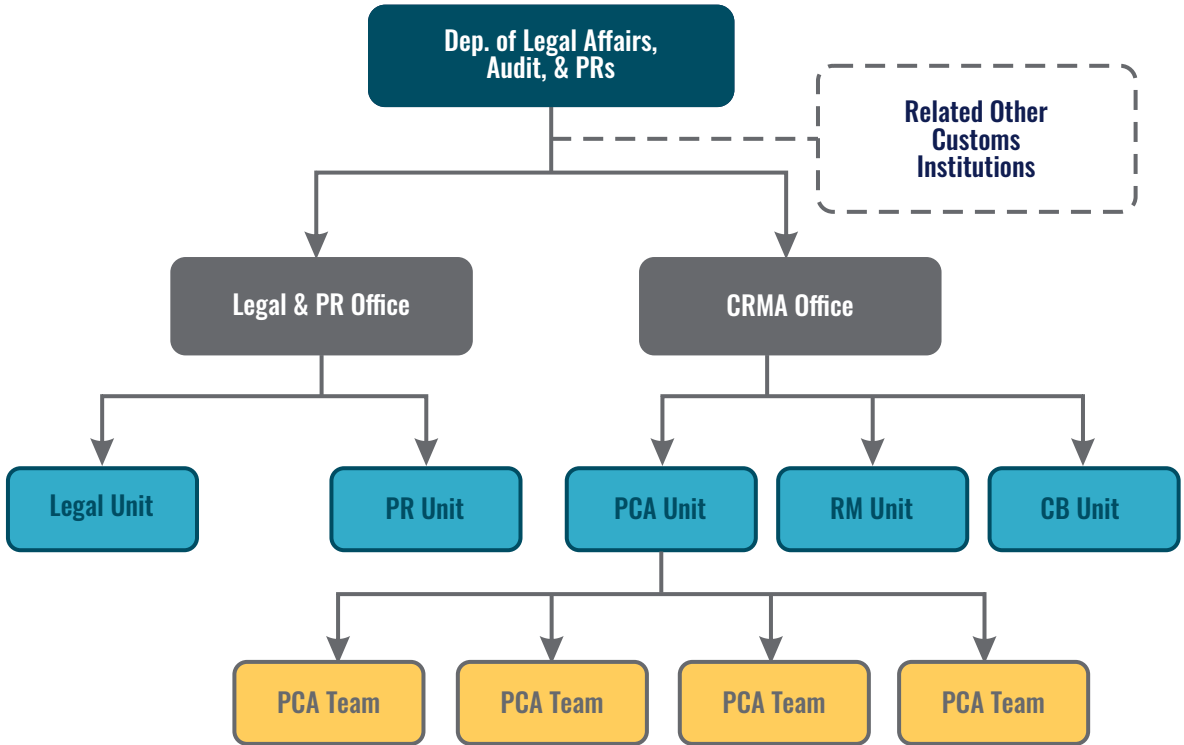 Dep. of Legal Affairs,
Audit, & PRs
Related Other
Customs
Institutions
Legal & PR Office
CRMA Office
Legal Unit
PR Unit
PCA Unit
RM Unit
CB Unit
PCA Team
PCA Team
PCA Team
PCA Team